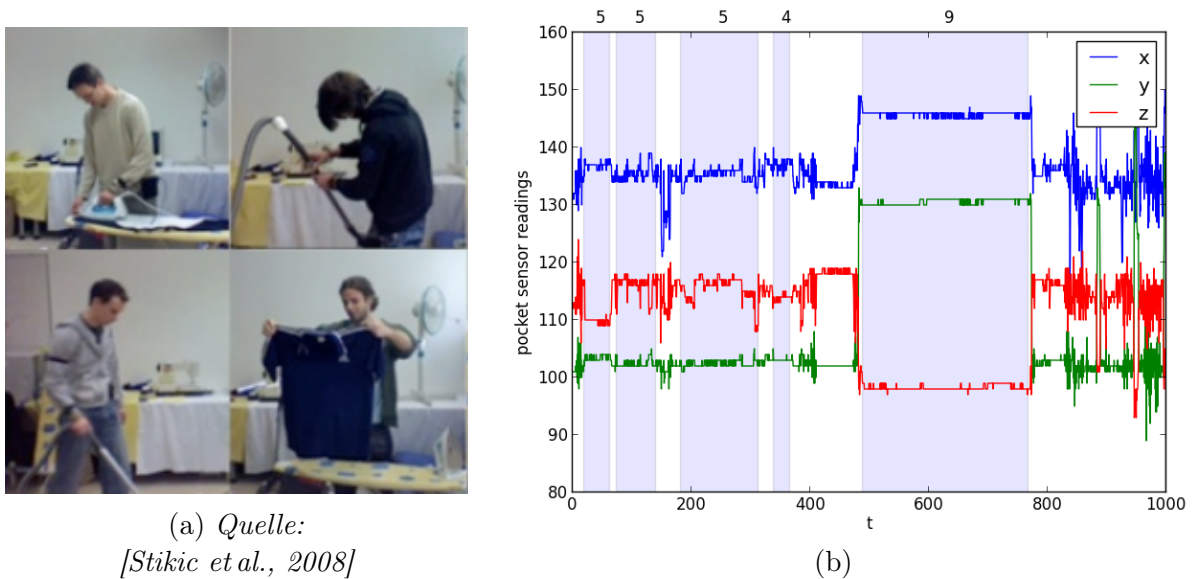 5 5 5 4 9
160
150
140
130
120
110
100
90
80
pocket sensor readings
x
y
z
0 200 400 600 800 1000
t
(a) Quelle:
[Stikic et al., 2008]
(b)